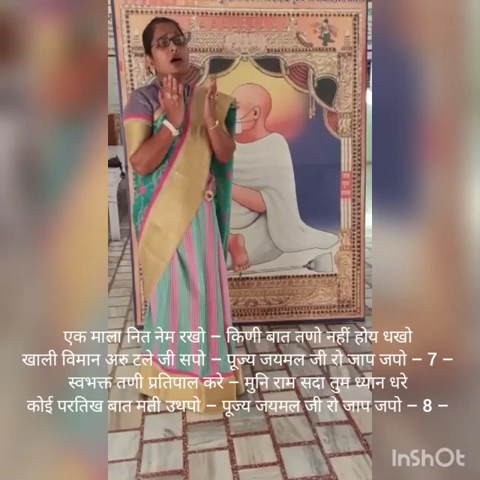 एक माला नित नेम रखो – किणी बात तणो नहीं होय धखो
खाली विमान अरु टले जी सपो – पूज्य जयमल जी रो जाप जपो – 7 –
स्वभक्त तणी प्रतिपाल करे – मुनि राम सदा तुम ध्यान धरे
कोई परतिख बात मती उथपो – पूज्य जयमल जी रो जाप जपो – 8 –
InShOt